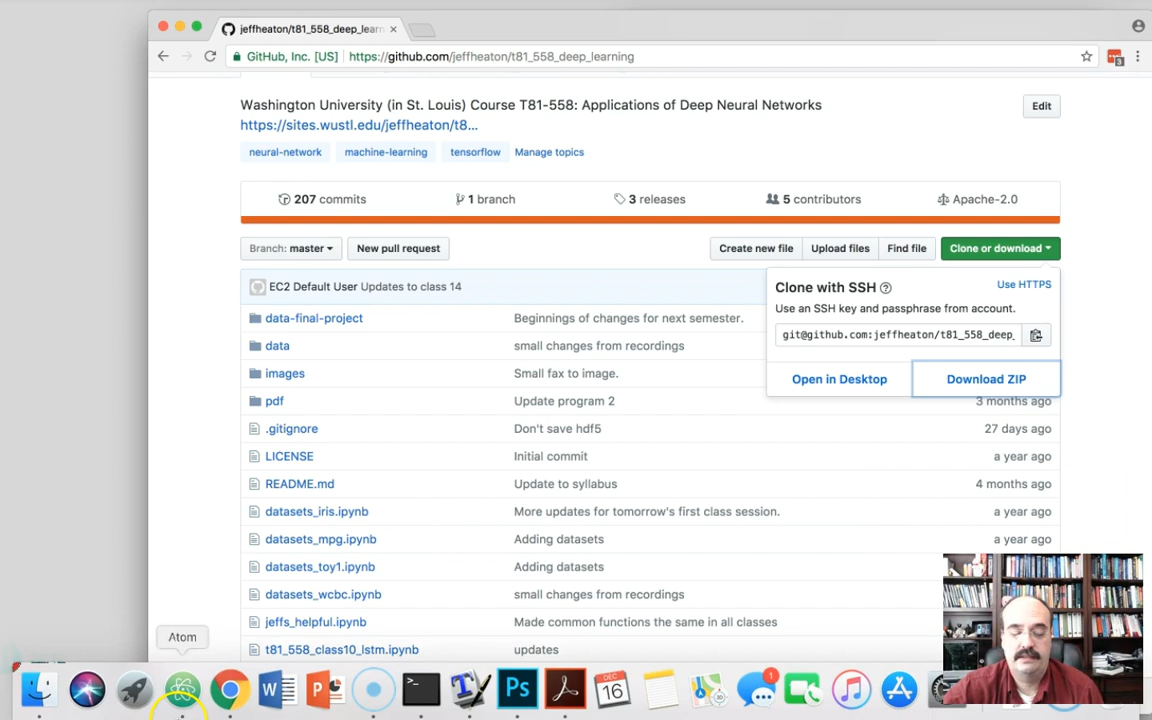 jeffheaton/t81_558_deep_learn
GitHub, Inc. [US] https://github.com/jeffheaton/t81_558_deep_learning
3
Washington University (in St. Louis) Course T81-558: Applications of Deep Neural Networks
Edit
https://sites.wustl.edu/jeffheaton/t8...
neural-network machine-learning tensorflow Manage topics
207 commits 1 branch 3 releases 5 contributors Apache-2.0
Branch: master New pull request Create new file Upload files Find file Clone or download
EC2 Default User Updates to class 14
Clone with SSH Use HTTPS
Use an SSH key and passphrase from account.
git@github.com:jeffheaton/t81_558_deep_
Open in Desktop Download ZIP
data-final-project Beginnings of changes for next semester.
data small changes from recordings
images Small fax to image.
pdf Update program 2 3 months ago
.gitignore Don't save hdf5 27 days ago
LICENSE Initial commit a year ago
README.md Update to syllabus 4 months ago
datasets_iris.ipynb More updates for tomorrow's first class session. a year ago
datasets_mpg.ipynb Adding datasets a year ago
datasets_toy1.ipynb Adding datasets
datasets_wcbc.ipynb small changes from recordings
jeffs_helpful.ipynb Made common functions the same in all classes
t81_558_class10_lstm.ipynb updates
Atom
W P >_ T Ps DEC 16 1